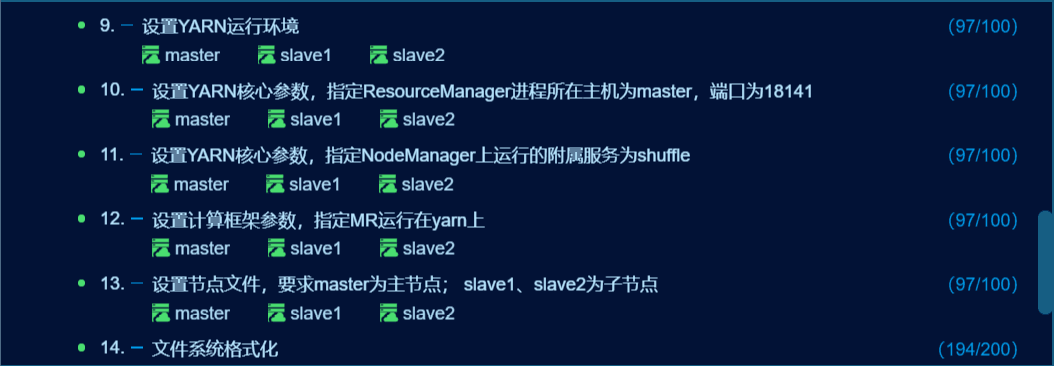 9. — 设置YARN运行环境 (97/100)
master slave1 slave2
10. — 设置YARN核心参数，指定ResourceManager进程所在主机为master，端口为18141 (97/100)
master slave1 slave2
11. — 设置YARN核心参数，指定NodeManager上运行的附属服务为shuffle (97/100)
master slave1 slave2
12. — 设置计算框架参数，指定MR运行在yarn上 (97/100)
master slave1 slave2
13. — 设置节点文件，要求master为主节点； slave1、slave2为子节点 (97/100)
master slave1 slave2
14. — 文件系统格式化 (194/200)